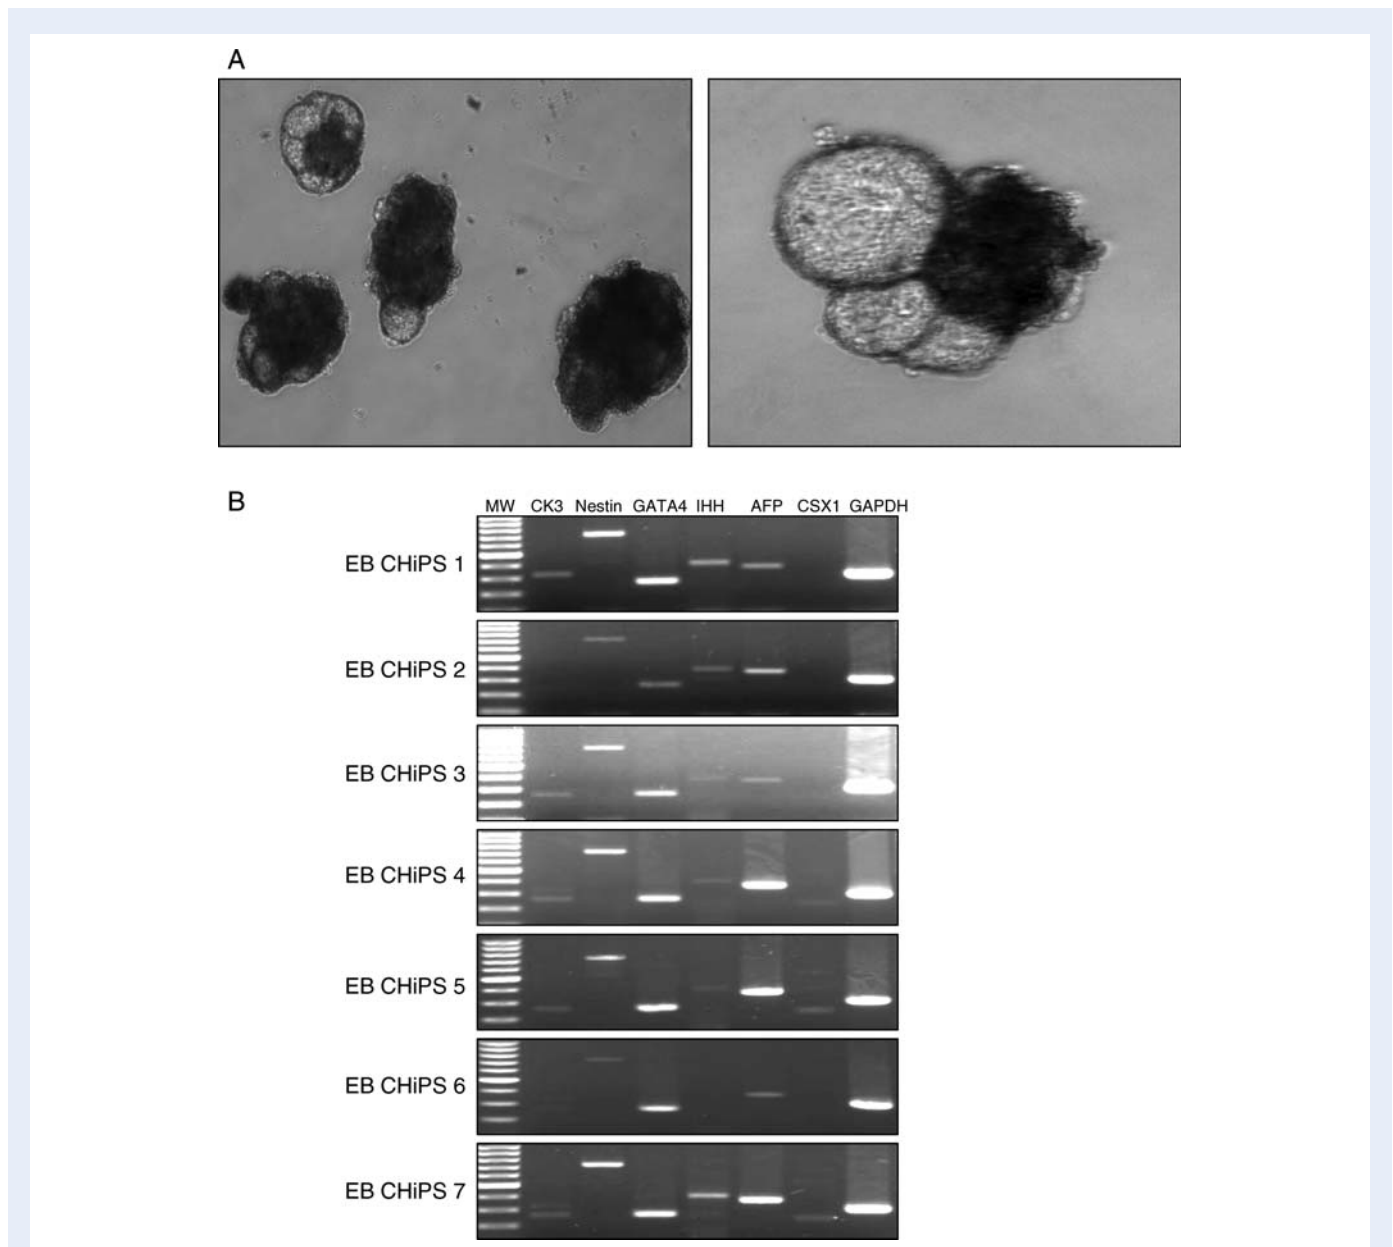 A
B
MW CK3 Nestin GATA4 IHH AFP CSX1 GAPDH
EB CHiPS 1
EB CHiPS 2
EB CHiPS 3
EB CHiPS 4
EB CHiPS 5
EB CHiPS 6
EB CHiPS 7